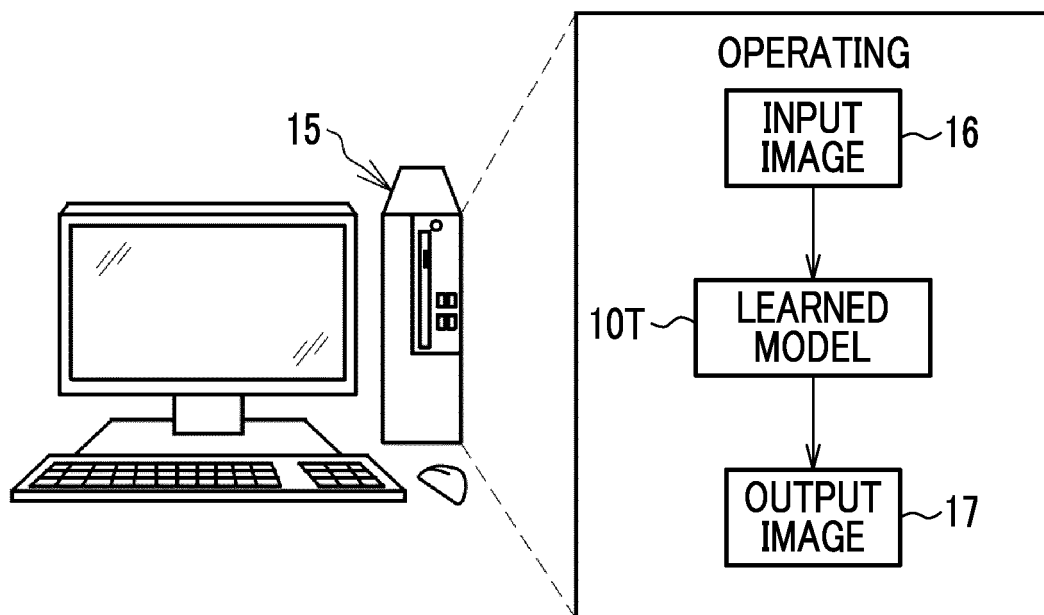 OPERATING
15
INPUT
IMAGE
16
10T
LEARNED
MODEL
OUTPUT
IMAGE
17